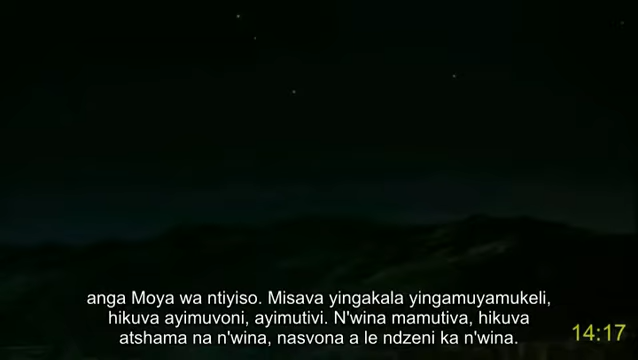 anga Moya wa ntiyiso. Misava yingakala yingamuyamukeli,
hikuva ayimuvoni, ayimutivi. N'wina mamutiva, hikuva
atshama na n'wina, nasvona a le ndzeni ka n'wina.
14:17